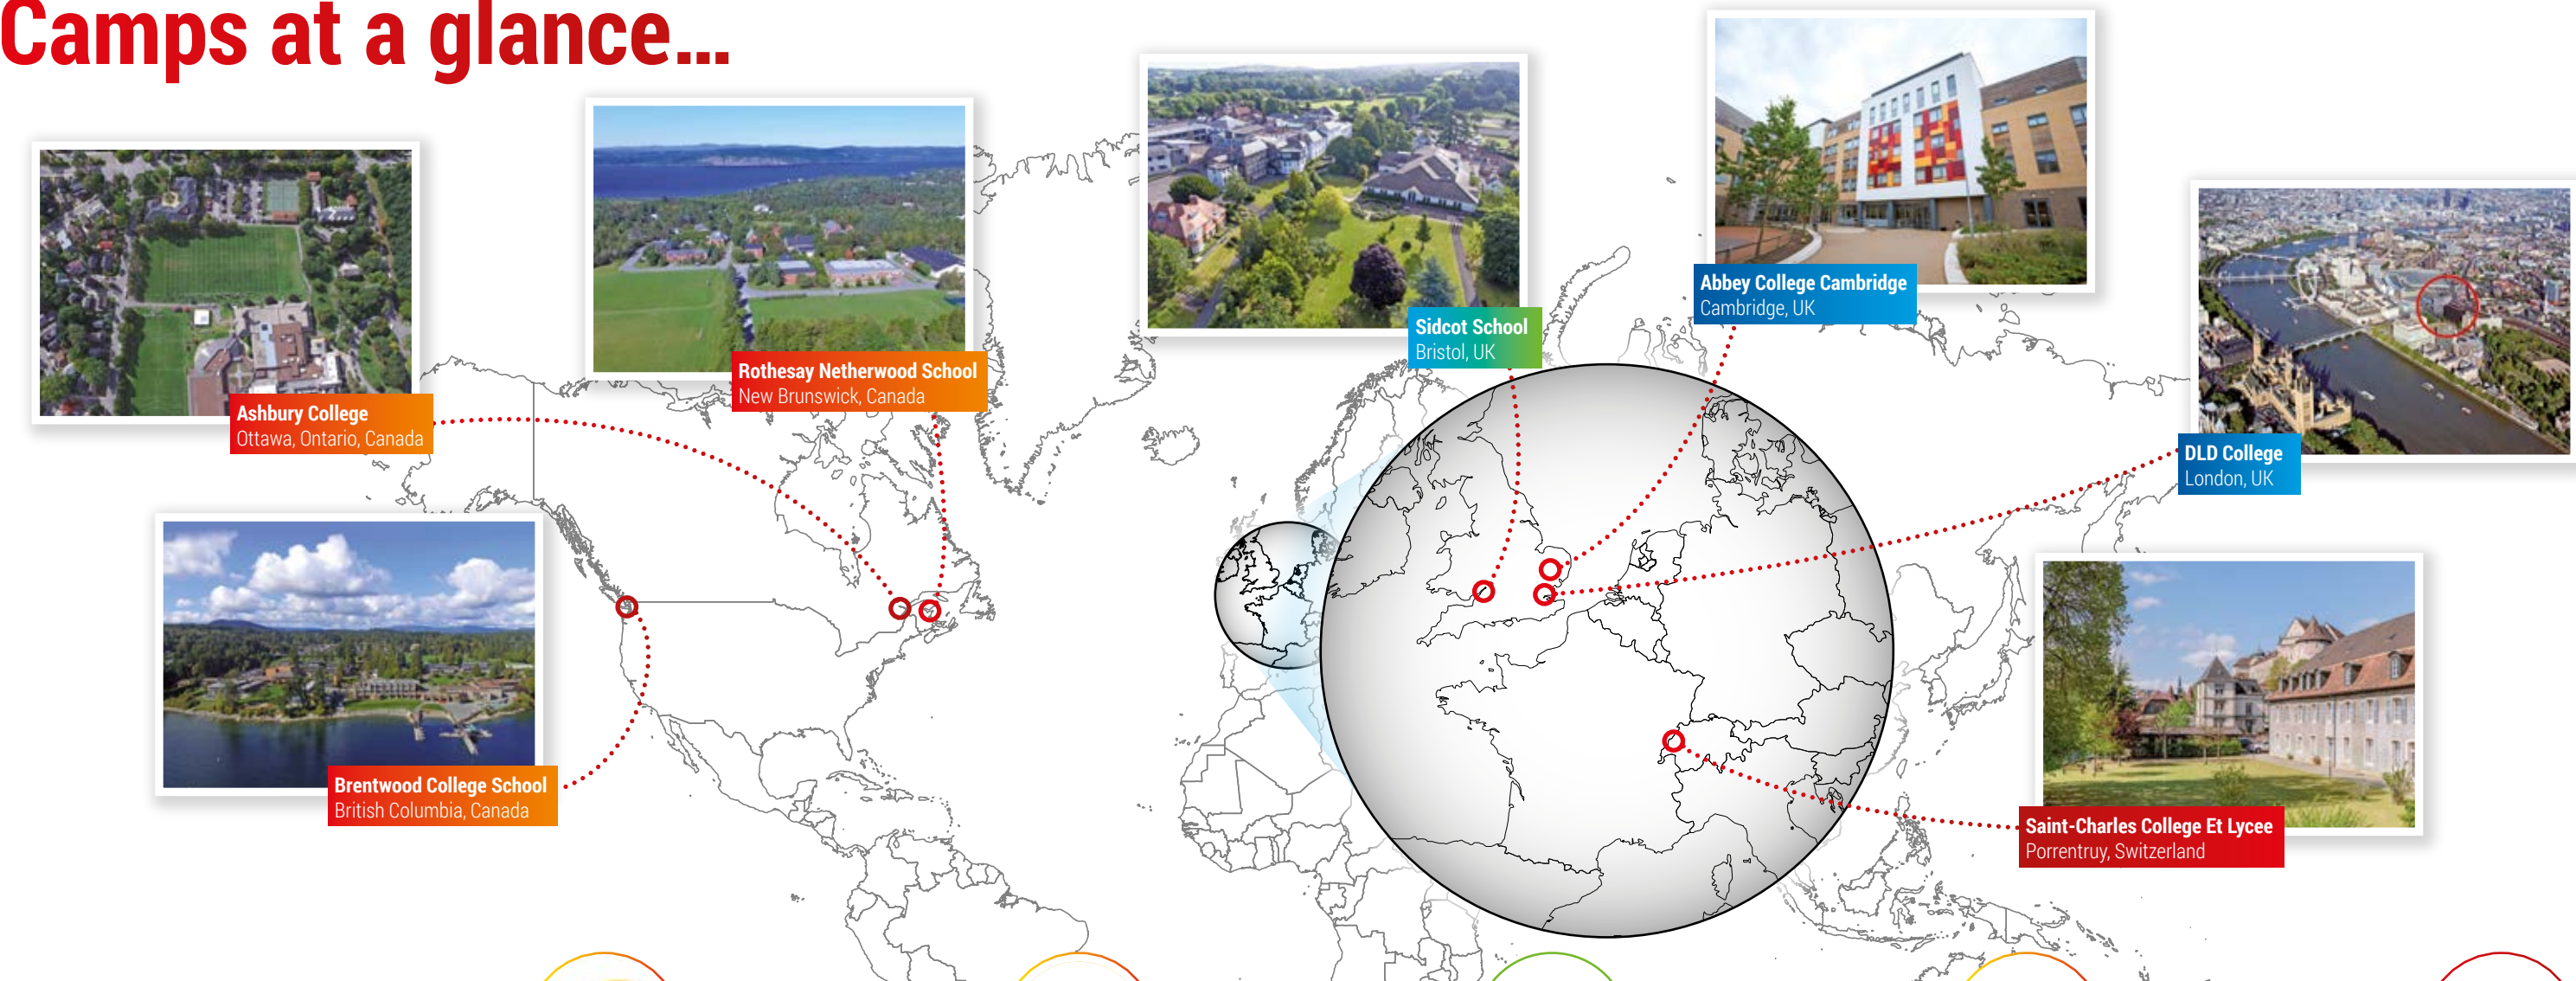 Camps at a glance...
Ashbury College
Ottawa, Ontario, Canada
Rothesay Netherwood School
New Brunswick, Canada
Sidcot School
Bristol, UK
Abbey College Cambridge
Cambridge, UK
DLD College
London, UK
Brentwood College School
British Columbia, Canada
Saint-Charles College Et Lycee
Porrentruy, Switzerland